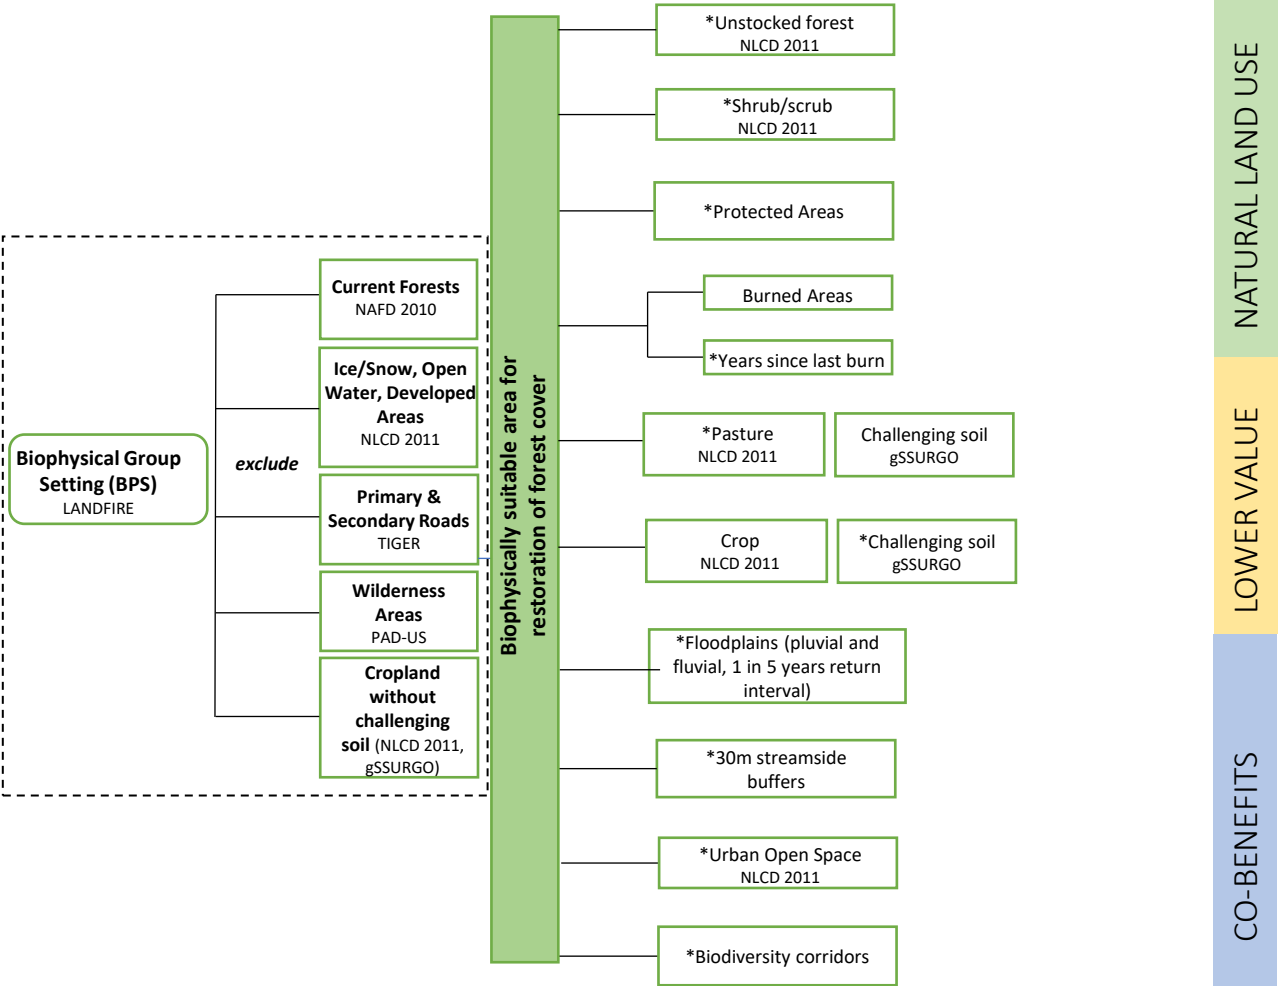 Biophysical Group
Setting (BPS)
LANDFIRE
exclude
Current Forests
NAFD 2010
Ice/Snow, Open
Water, Developed
Areas
NLCD 2011
Primary &
Secondary Roads
TIGER
Wilderness
Areas
PAD-US
Cropland
without
challenging
soil (NLCD 2011,
gSSURGO)
Biophysically suitable area for
restoration of forest cover
*Unstocked forest
NLCD 2011
*Shrub/scrub
NLCD 2011
*Protected Areas
Burned Areas
*Years since last burn
*Pasture
NLCD 2011
Challenging soil
gSSURGO
Crop
NLCD 2011
*Challenging soil
gSSURGO
*Floodplains (pluvial and
fluvial, 1 in 5 years return
interval)
*30m streamside
buffers
*Urban Open Space
NLCD 2011
*Biodiversity corridors
NATURAL LAND USE
LOWER VALUE
CO-BENEFITS